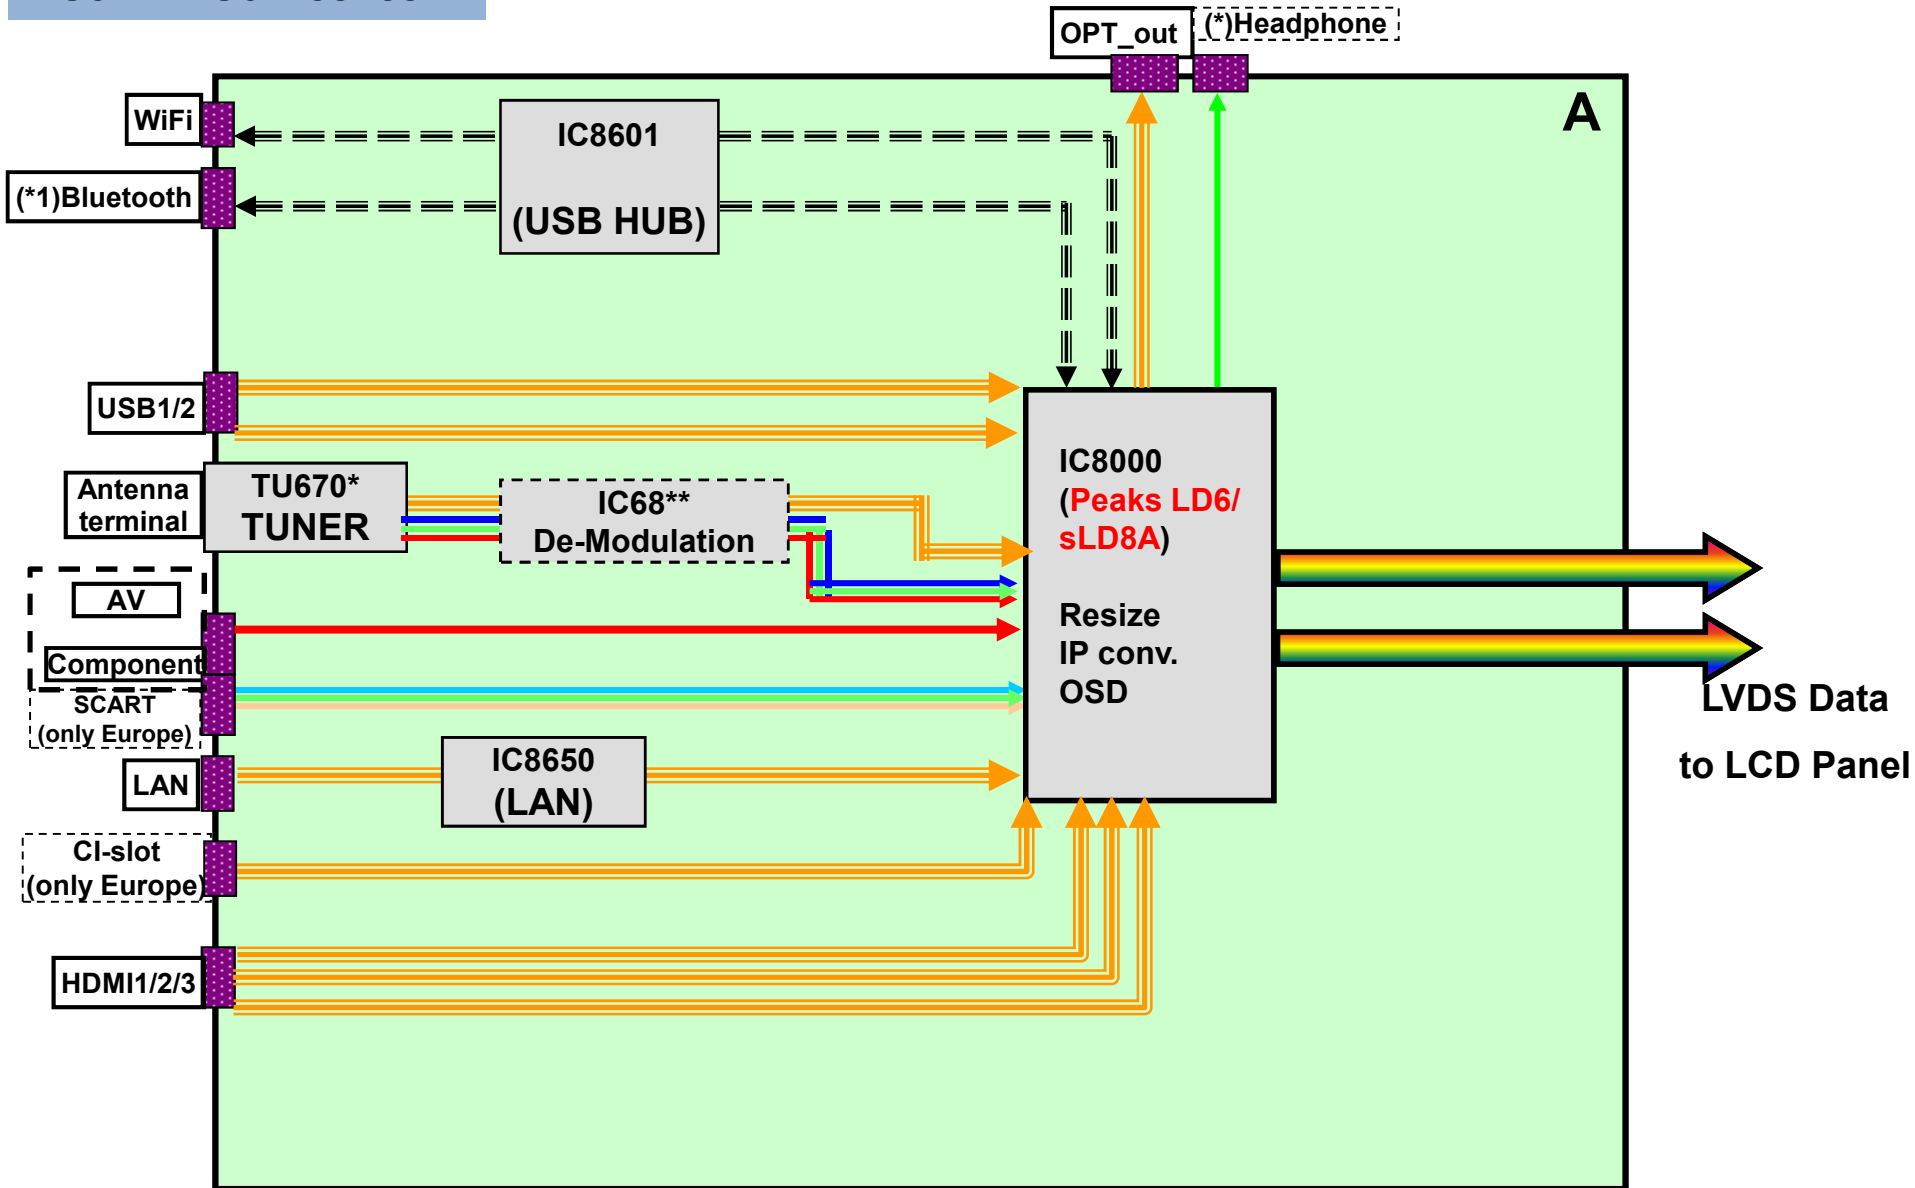 OPT_out
(*)Headphone
A
WiFi
IC8601
(*1)Bluetooth
(USB HUB)
USB1/2
Antenna
terminal
TU670*
TUNER
IC68**
De-Modulation
IC8000
(Peaks LD6/
sLD8A)
Resize
IP conv.
OSD
AV
Component
SCART
(only Europe)
LVDS Data
to LCD Panel
LAN
IC8650
(LAN)
CI-slot
(only Europe)
HDMI1/2/3